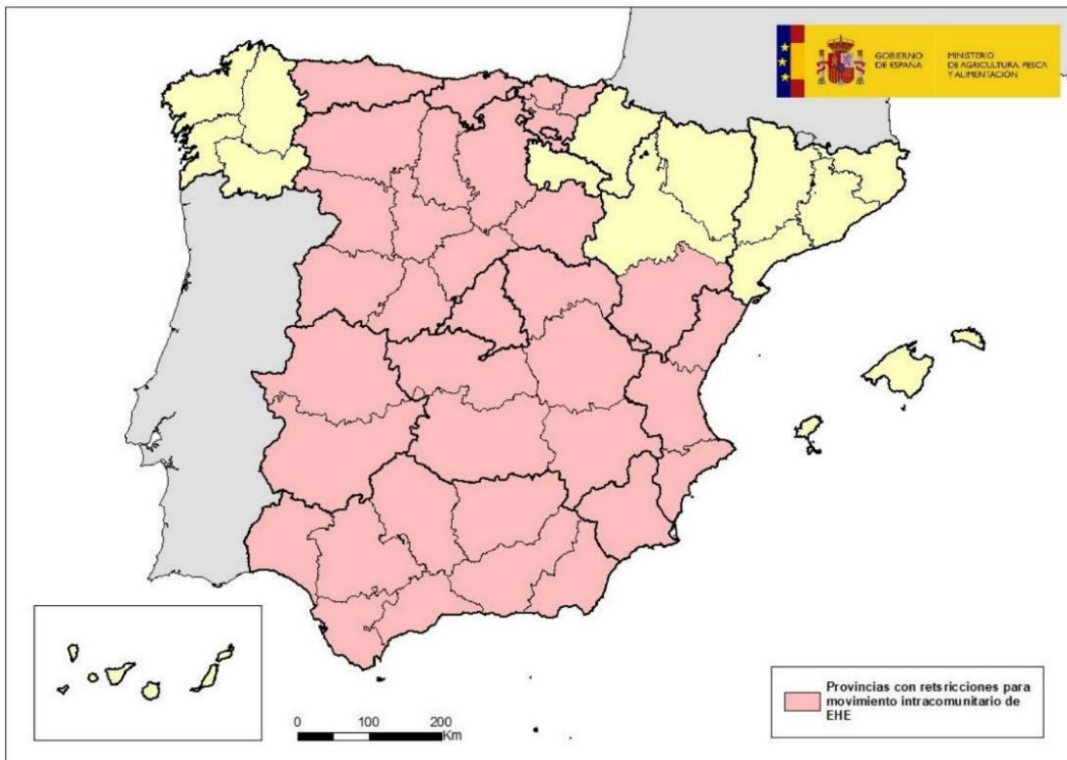 GOBIERNO
DE ESPAÑA
MINISTERIO
DE AGRICULTURA, PESCA
Y ALIMENTACIÓN
0 100 200
Km
Provincias con retsricciones para
movimiento intracomunitario de
EHE